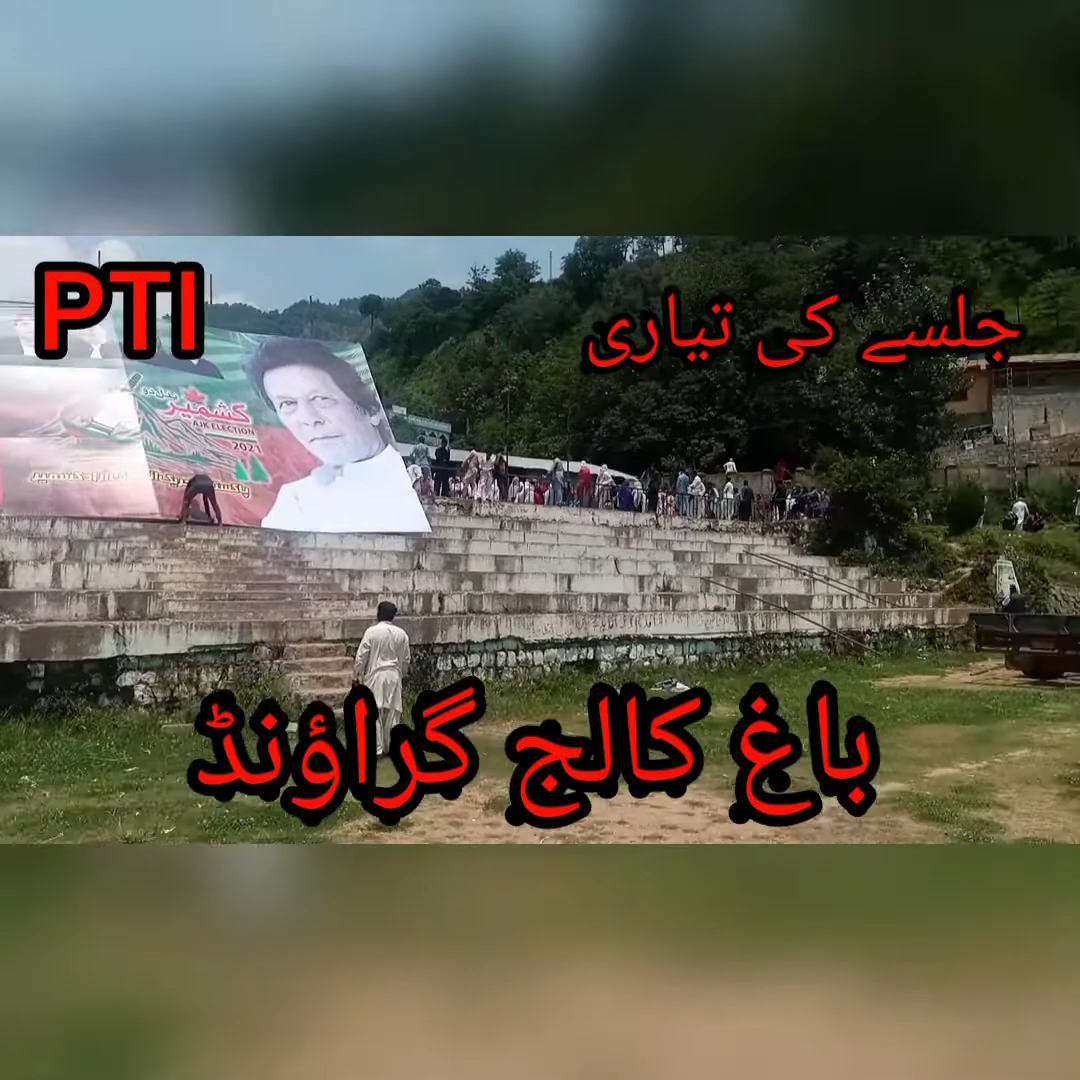 PTI
جلسے کی تیاری
کشمیر
AJK ELECTION
2021
باغ کالج گراؤنڈ